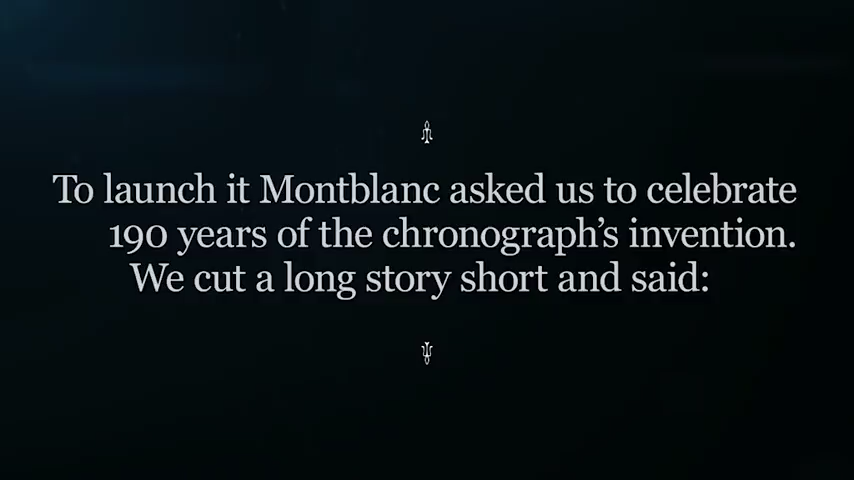 To launch it Montblanc asked us to celebrate
190 years of the chronograph's invention.
We cut a long story short and said: